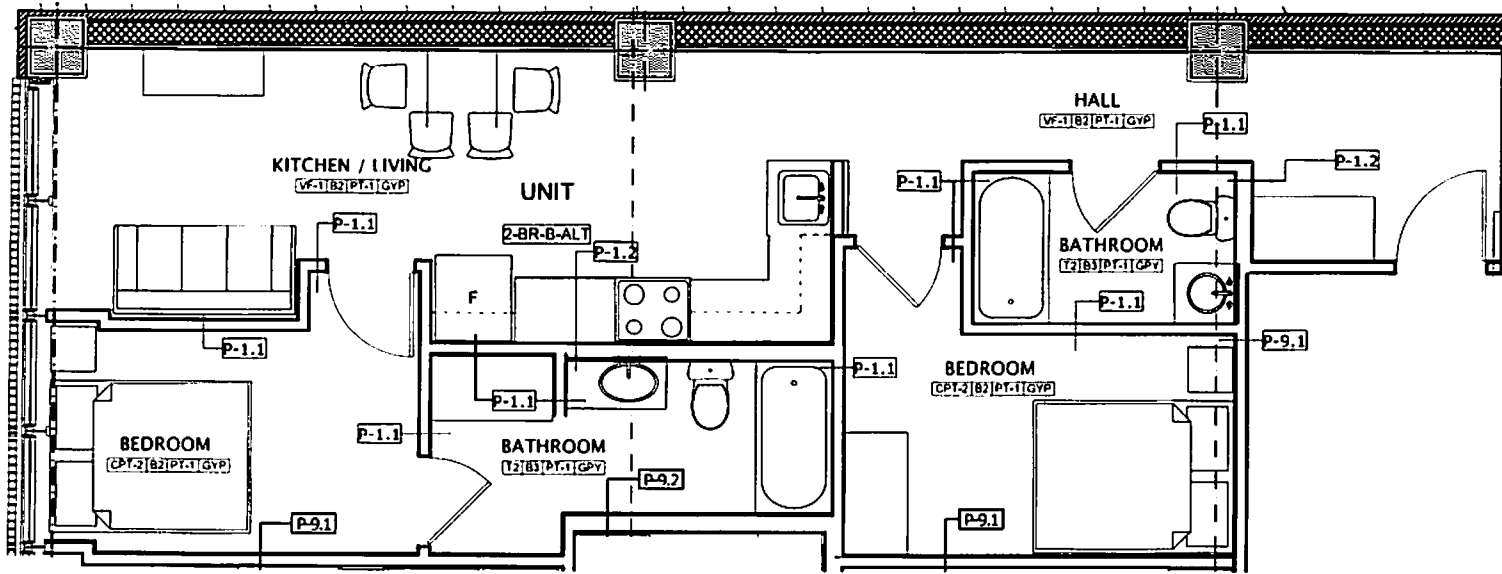 HALL
VF-1 B2 PT-1 GYP
P-1.1
P-1.2
P-1.1
KITCHEN / LIVING
VF-1 B2 PT-1 GYP
UNIT
2-BR-B-ALT
P-1.1
P-1.2
BATHROOM
T2 B3 PT-1 GPY
F
P-1.1
P-1.1
P-9.1
P-1.1
BEDROOM
CPT-2 B2 PT-1 GYP
P-1.1
P-1.1
BEDROOM
CPT-2 B2 PT-1 GYP
BATHROOM
T2 B3 PT-1 GPY
P-9.2
P-9.1
P-9.1